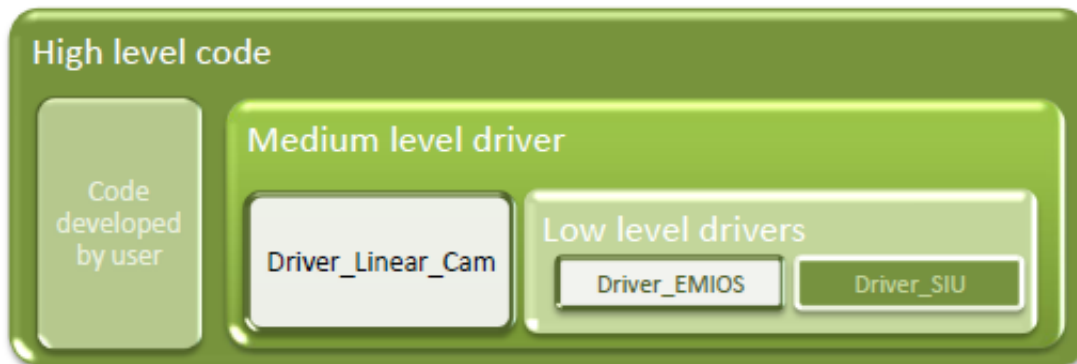 High level code
Code
developed
by user
Medium level driver
Driver_Linear_Cam
Low level drivers
Driver_EMIOS
Driver_SIU